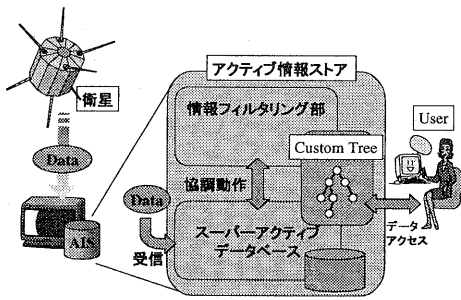 アクティブ情報ストア
衛星
情報フィルタリング部
User
Custom Tree
Data
協調動作
Data
AIS
スーパーアクティブ
データベース
受信
データ
アクセス